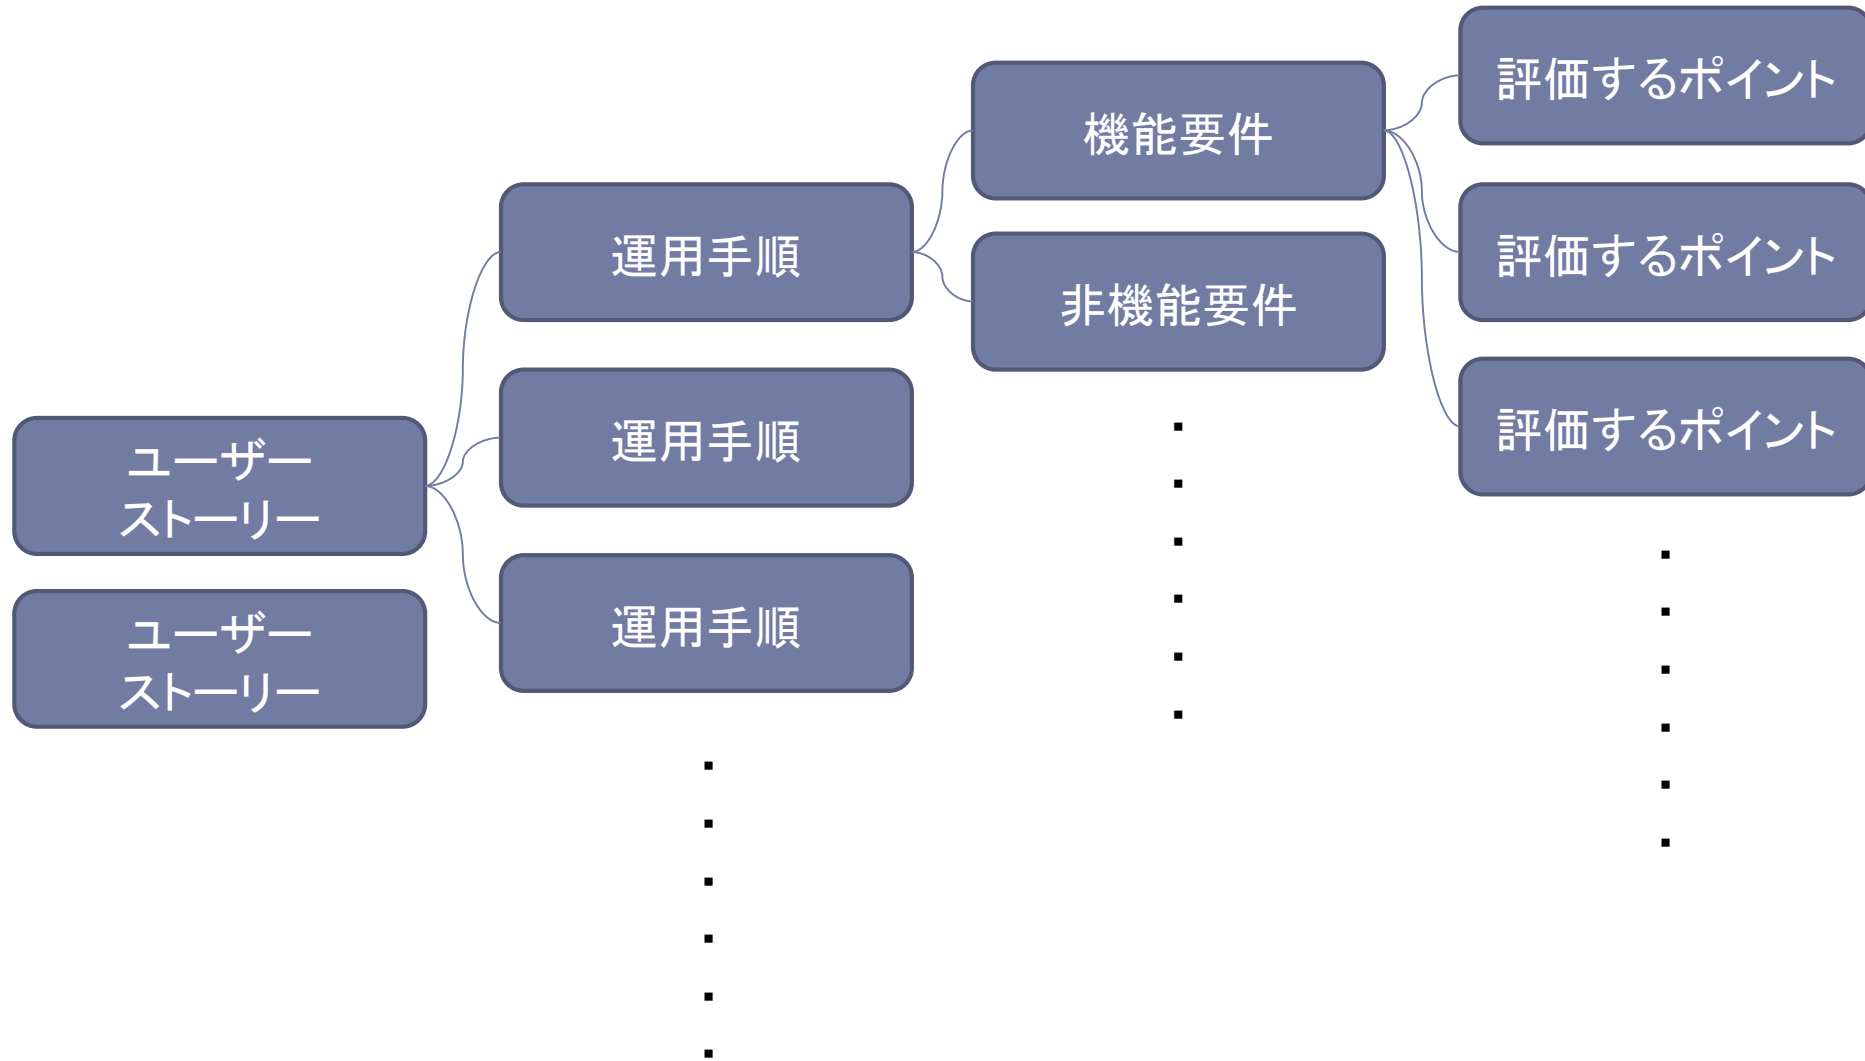 ユーザー
ストーリー
ユーザー
ストーリー
運用手順
運用手順
運用手順
機能要件
非機能要件
評価するポイント
評価するポイント
評価するポイント